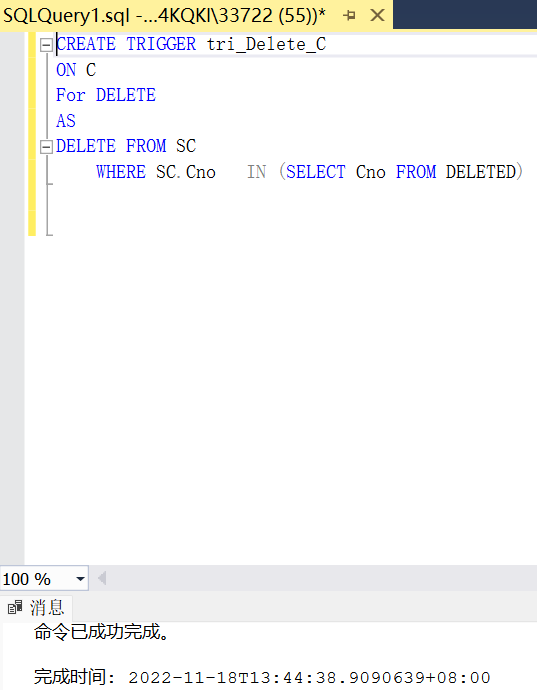 SQLQuery1.sql -...4KQKI\33722 (55))*
CREATE TRIGGER tri_Delete_C
ON C
For DELETE
AS
DELETE FROM SC
WHERE SC.Cno IN (SELECT Cno FROM DELETED)
100 %
消息
命令已成功完成。
完成时间: 2022-11-18T13:44:38.9090639+08:00